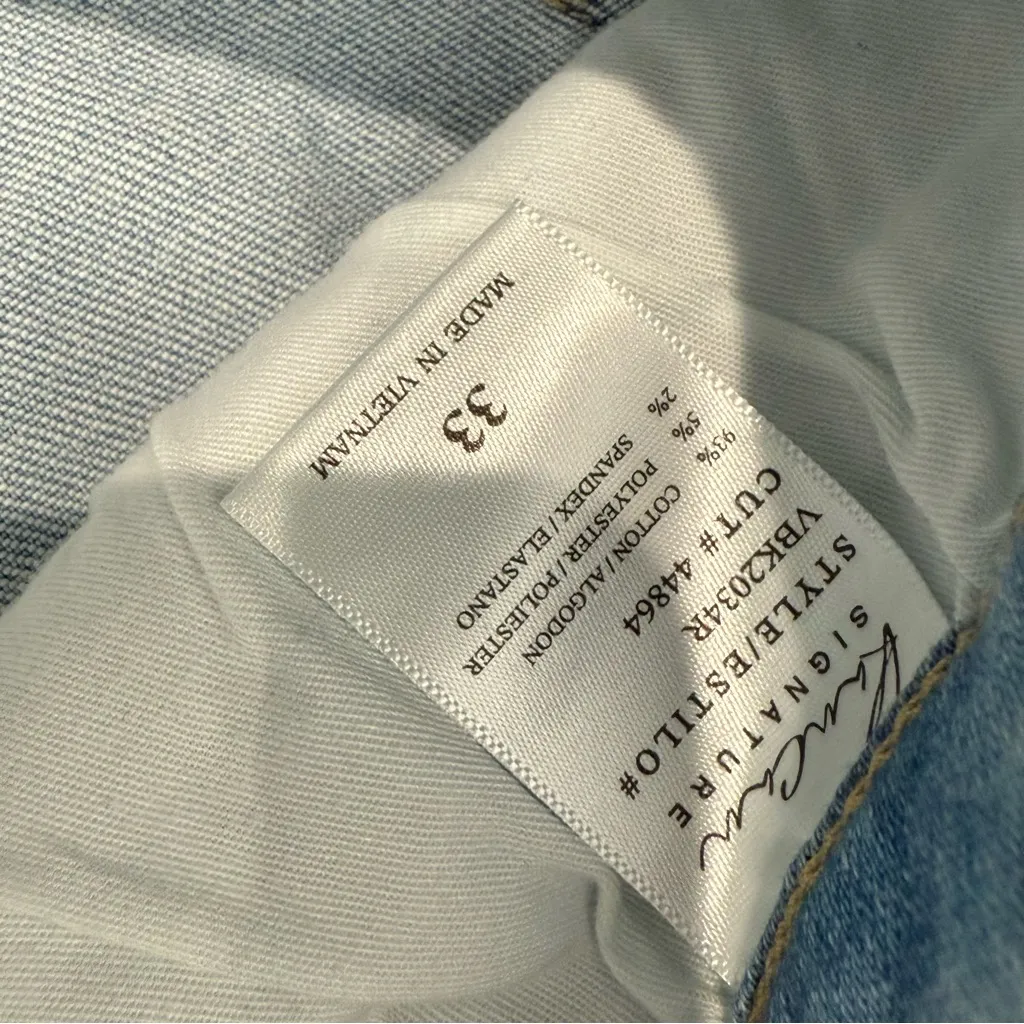 KanCan
SIGNATURE
STYLE/ESTILO#
VBK2034R
CUT# 44864
93% COTTON / ALGODON
5% POLYESTER / POLIESTER
2% SPANDEX / ELASTANO
33
MADE IN VIETNAM